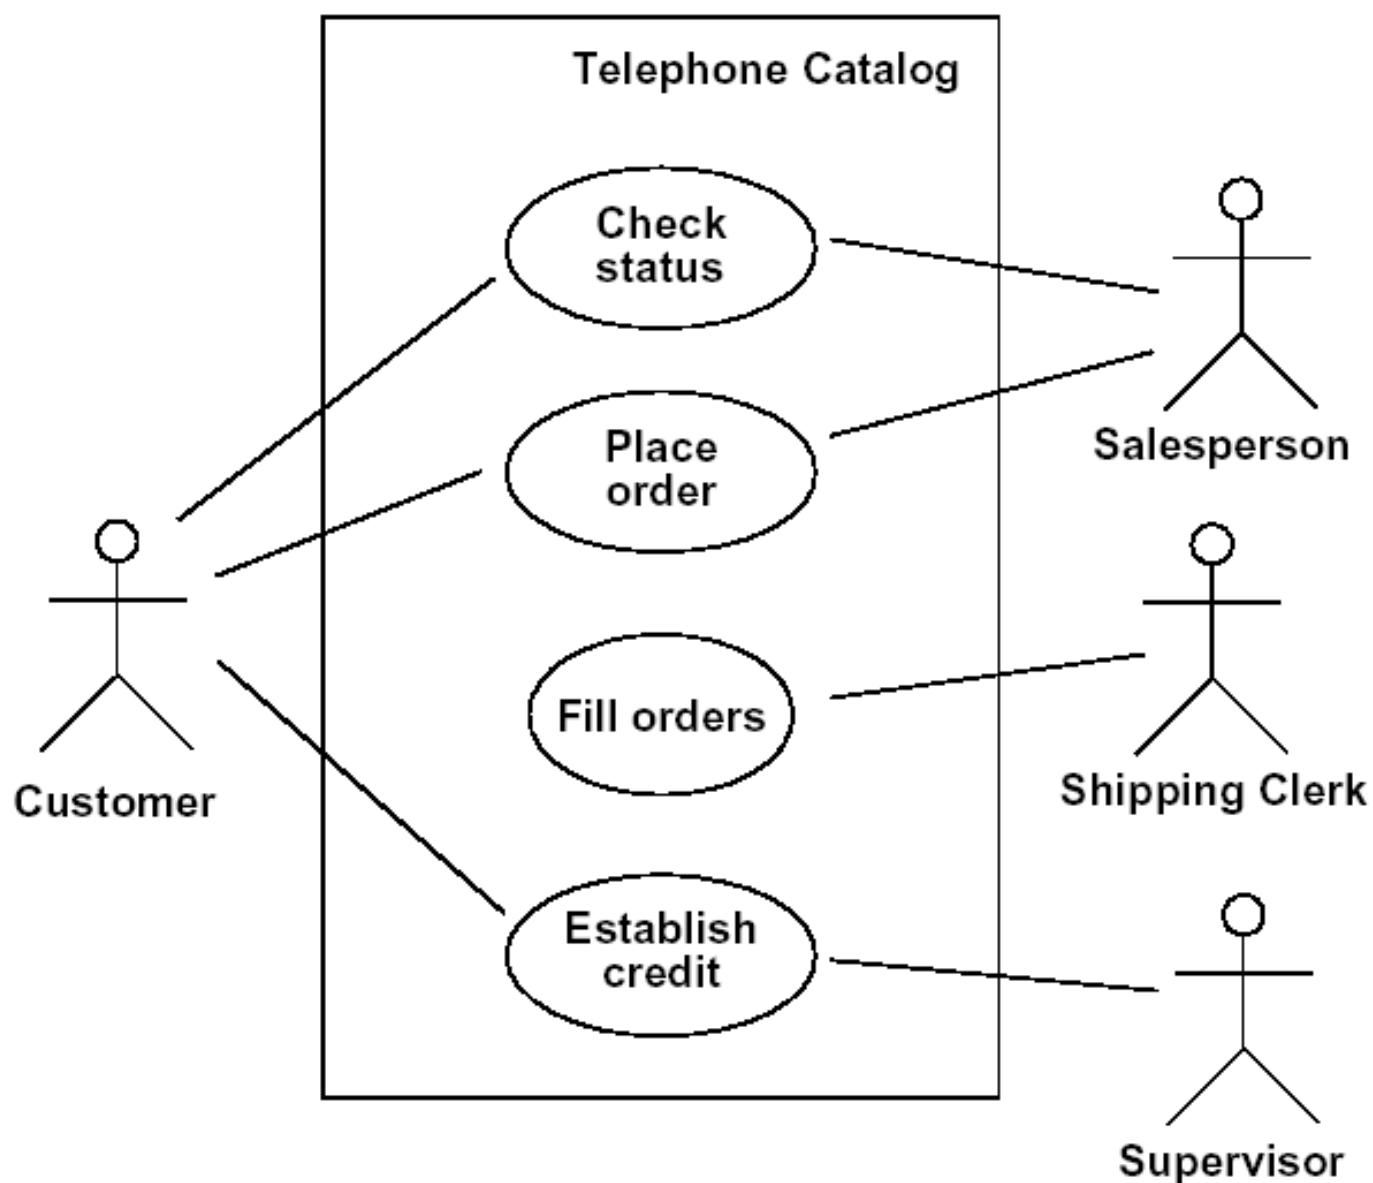 Telephone Catalog
Check
status
Place
order
Fill orders
Establish
credit
Customer
Salesperson
Shipping Clerk
Supervisor